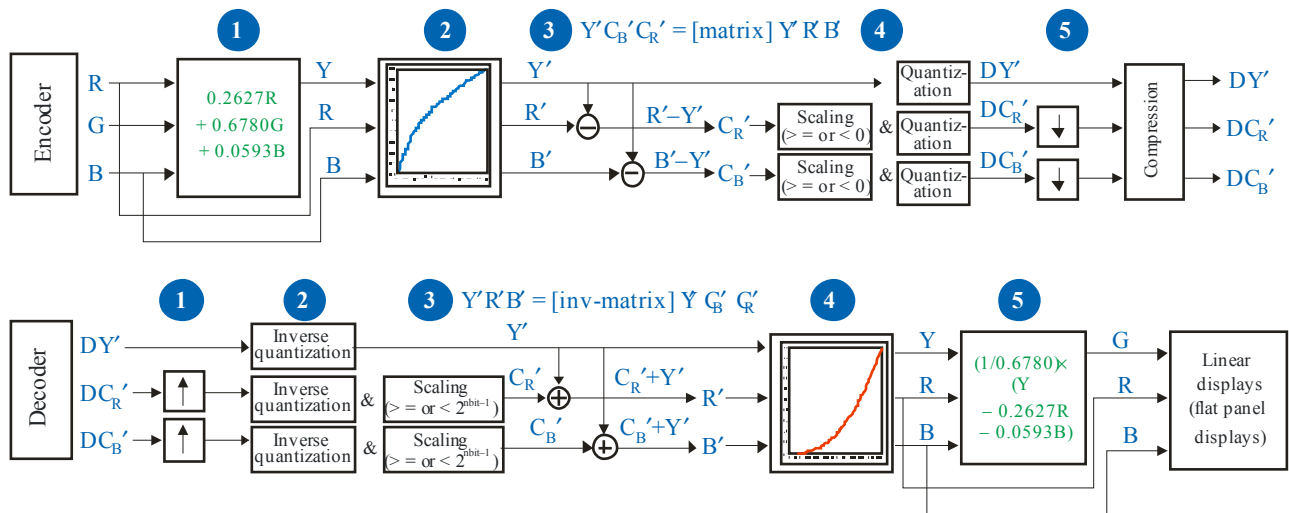 1
2
3
Y′C_B′C_R′ = [matrix] Y′ R′ B′
4
5
Encoder
R
G
B
0.2627R
+ 0.6780G
+ 0.0593B
Y
R
B
Y′
R′
B′
−
−
R′−Y′
B′−Y′
C_R′
C_B′
Scaling
(> = or < 0)
Scaling
(> = or < 0)
&
&
Quantiz-
ation
Quantiz-
ation
Quantiz-
ation
DY′
DC_R′
DC_B′
↓
↓
Compression
DY′
DC_R′
DC_B′
1
2
3
Y′R′B′ = [inv-matrix] Y′ C_B′ C_R′
4
5
Decoder
DY′
DC_R′
DC_B′
↑
↑
Inverse
quantization
Inverse
quantization
Inverse
quantization
&
&
Scaling
(> = or < 2^nbit–1)
Scaling
(> = or < 2^nbit–1)
Y′
C_R′
C_B′
+
+
C_R′+Y′
C_B′+Y′
R′
B′
Y
R
B
(1/0.6780)×
(Y
− 0.2627R
− 0.0593B)
G
R
B
Linear
displays
(flat panel
displays)